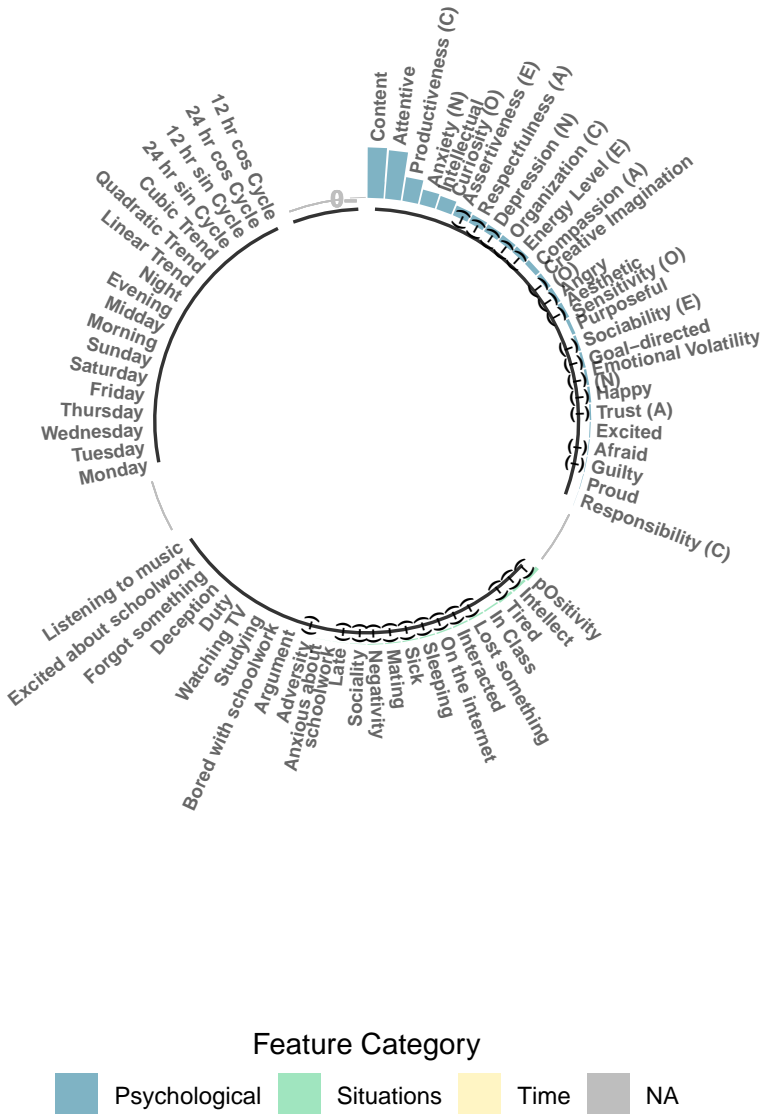 Content
Attentive
Productiveness (C)
Anxiety (N)
Intellectual
Curiosity (O)
Assertiveness (E)
Respectfulness (A)
Depression (N)
Organization (C)
Energy Level (E)
Compassion (A)
Creative Imagination
(O)
Angry
Aesthetic
Sensitivity (O)
Purposeful
Sociability (E)
Goal−directed
Emotional Volatility
(N)
Happy
Trust (A)
Excited
Afraid
Guilty
Proud
Responsibility (C)
pOsitivity
Intellect
Tired
In Class
Lost something
Interacted
On the internet
Sleeping
Sick
Mating
Negativity
Sociality
Late
Anxious about
schoolwork
Adversity
Argument
Bored with schoolwork
Studying
Watching TV
Duty
Deception
Forgot something
Excited about schoolwork
Listening to music
Monday
Tuesday
Wednesday
Thursday
Friday
Saturday
Sunday
Morning
Midday
Evening
Night
Linear Trend
Quadratic Trend
Cubic Trend
24 hr sin Cycle
12 hr sin Cycle
24 hr cos Cycle
12 hr cos Cycle
0
Feature Category
Psychological
Situations
Time
NA